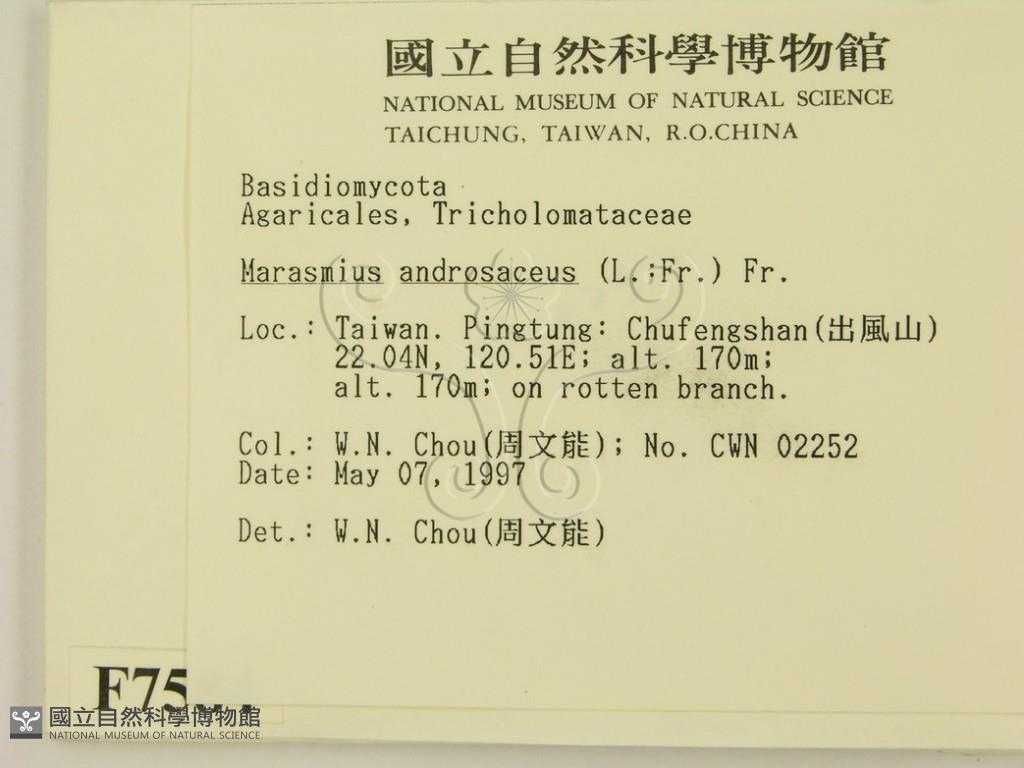 國立自然科學博物館
NATIONAL MUSEUM OF NATURAL SCIENCE
TAICHUNG, TAIWAN, R.O.CHINA
Basidiomycota
Agaricales, Tricholomataceae
Marasmius androsaceus (L.:Fr.) Fr.
Loc.: Taiwan. Pingtung: Chufengshan(出風山)
22.04N, 120.51E; alt. 170m;
alt. 170m; on rotten branch.
Col.: W.N. Chou(周文能); No. CWN 02252
Date: May 07, 1997
Det.: W.N. Chou(周文能)
國立自然科學博物館
NATIONAL MUSEUM OF NATURAL SCIENCE